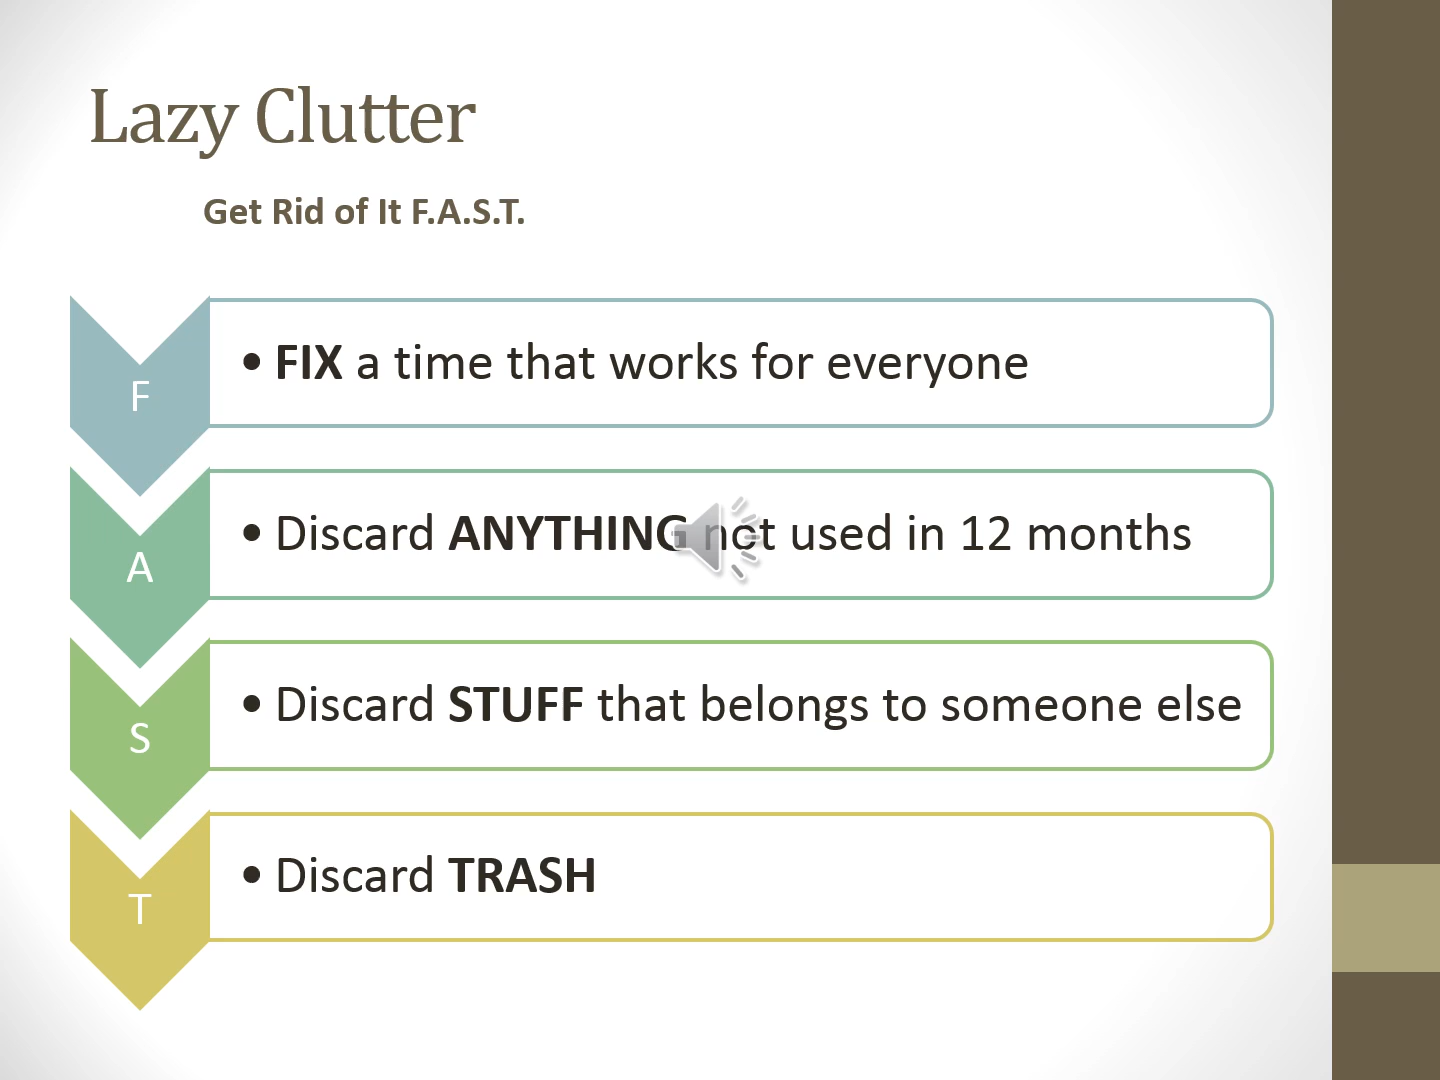 Lazy Clutter
Get Rid of It F.A.S.T.
F
• FIX a time that works for everyone
A
• Discard ANYTHING not used in 12 months
S
• Discard STUFF that belongs to someone else
T
• Discard TRASH